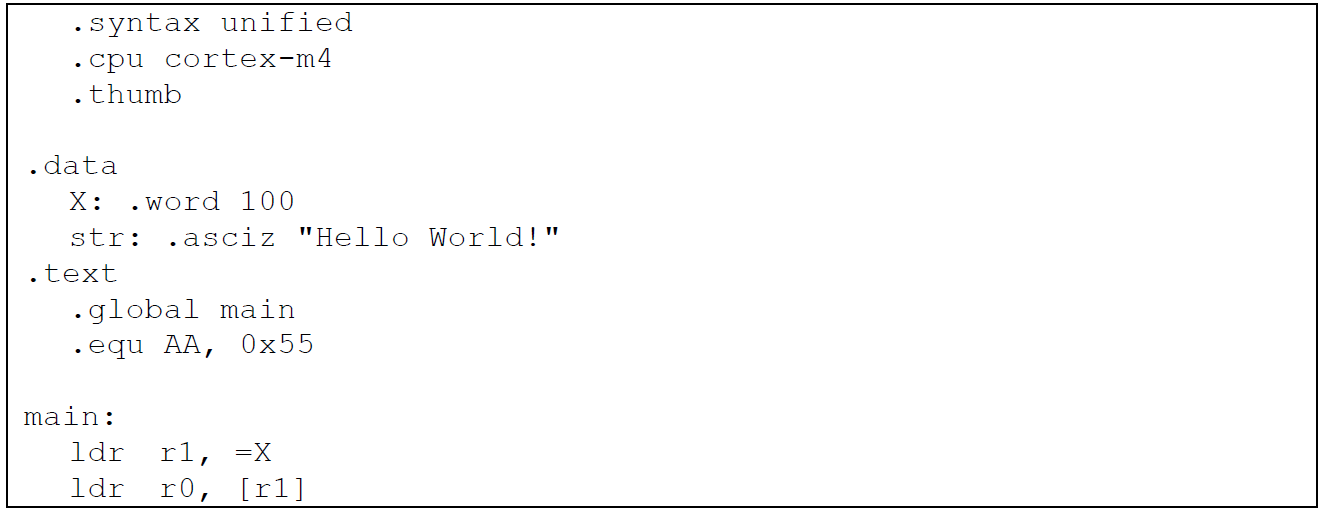 .syntax unified
.cpu cortex-m4
.thumb
.data
X: .word 100
str: .asciz "Hello World!"
.text
.global main
.equ AA, 0x55
main:
ldr r1, =X
ldr r0, [r1]